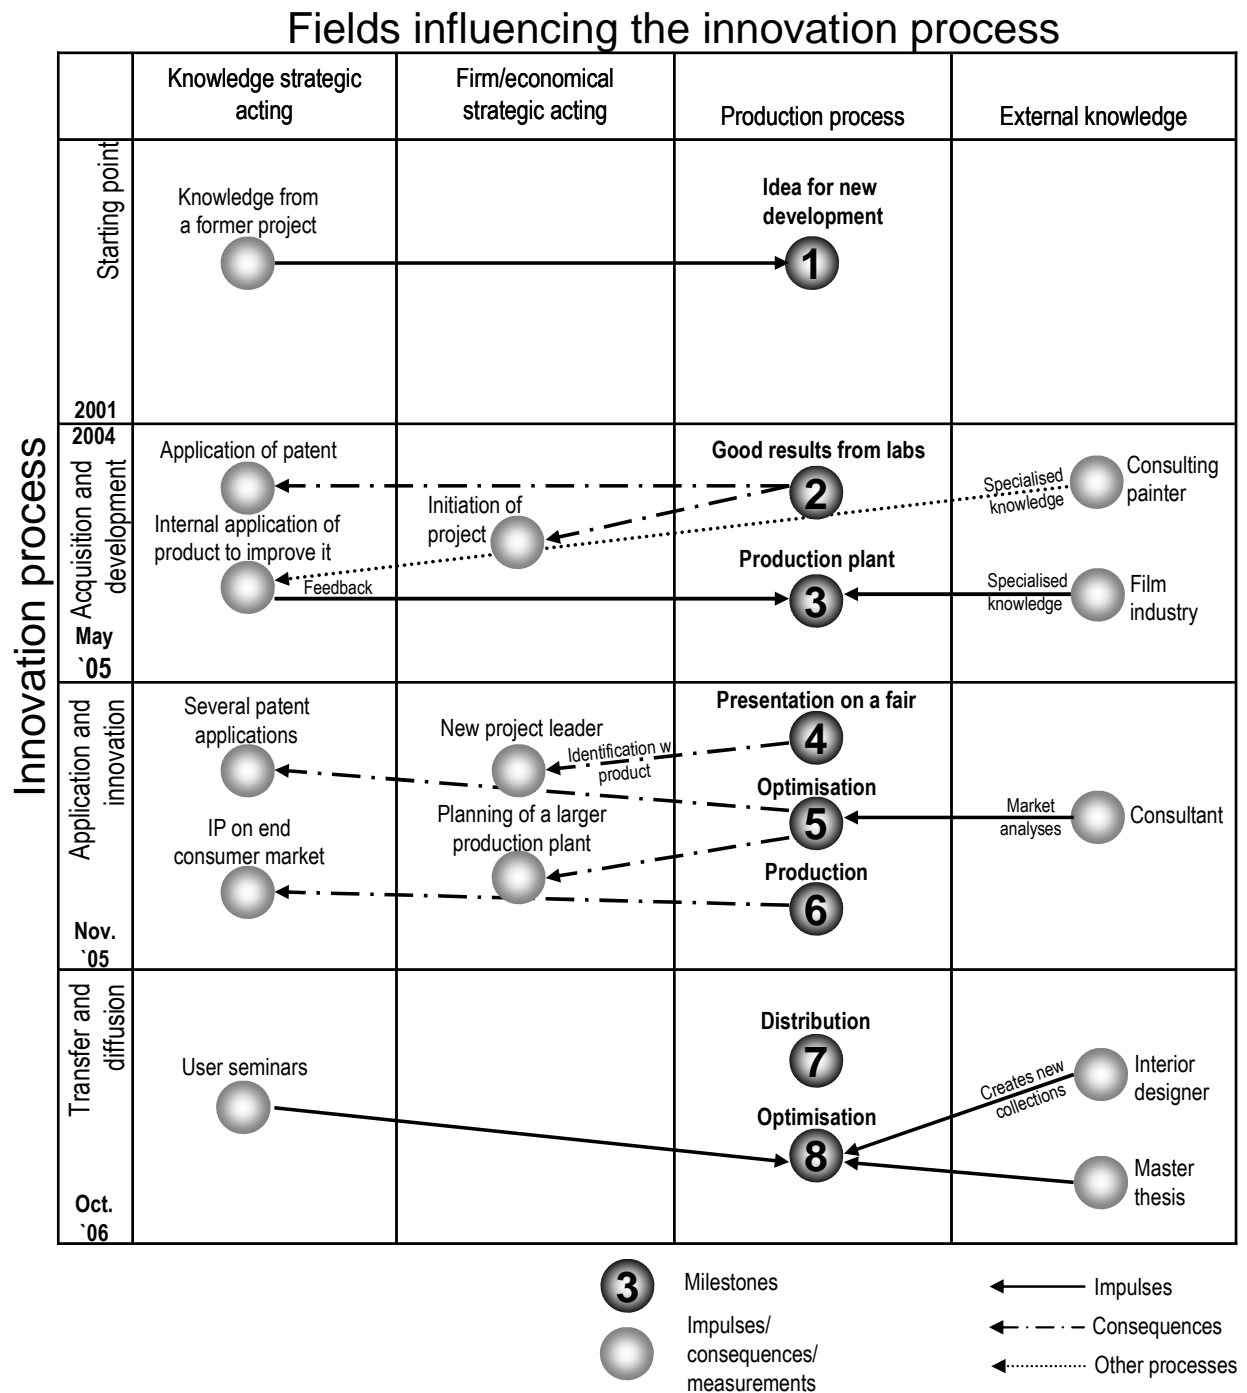 Fields influencing the innovation process
Knowledge strategic
acting
Firm/economical
strategic acting
Production process
External knowledge
Innovation process
Starting point
2001
Knowledge from
a former project
Idea for new
development
1
2004
Acquisition and
development
May
`05
Application of patent
Internal application of
product to improve it
Feedback
Initiation of
project
Good results from labs
2
Production plant
3
Specialised
knowledge
Consulting
painter
Specialised
knowledge
Film
industry
Application and
innovation
Nov.
`05
Several patent
applications
IP on end
consumer market
New project leader
Identification w
product
Planning of a larger
production plant
Presentation on a fair
4
Optimisation
5
Production
6
Market
analyses
Consultant
Transfer and
diffusion
Oct.
`06
User seminars
Distribution
7
Optimisation
8
Creates new
collections
Interior
designer
Master
thesis
3
Milestones
Impulses/
consequences/
measurements
Impulses
Consequences
Other processes